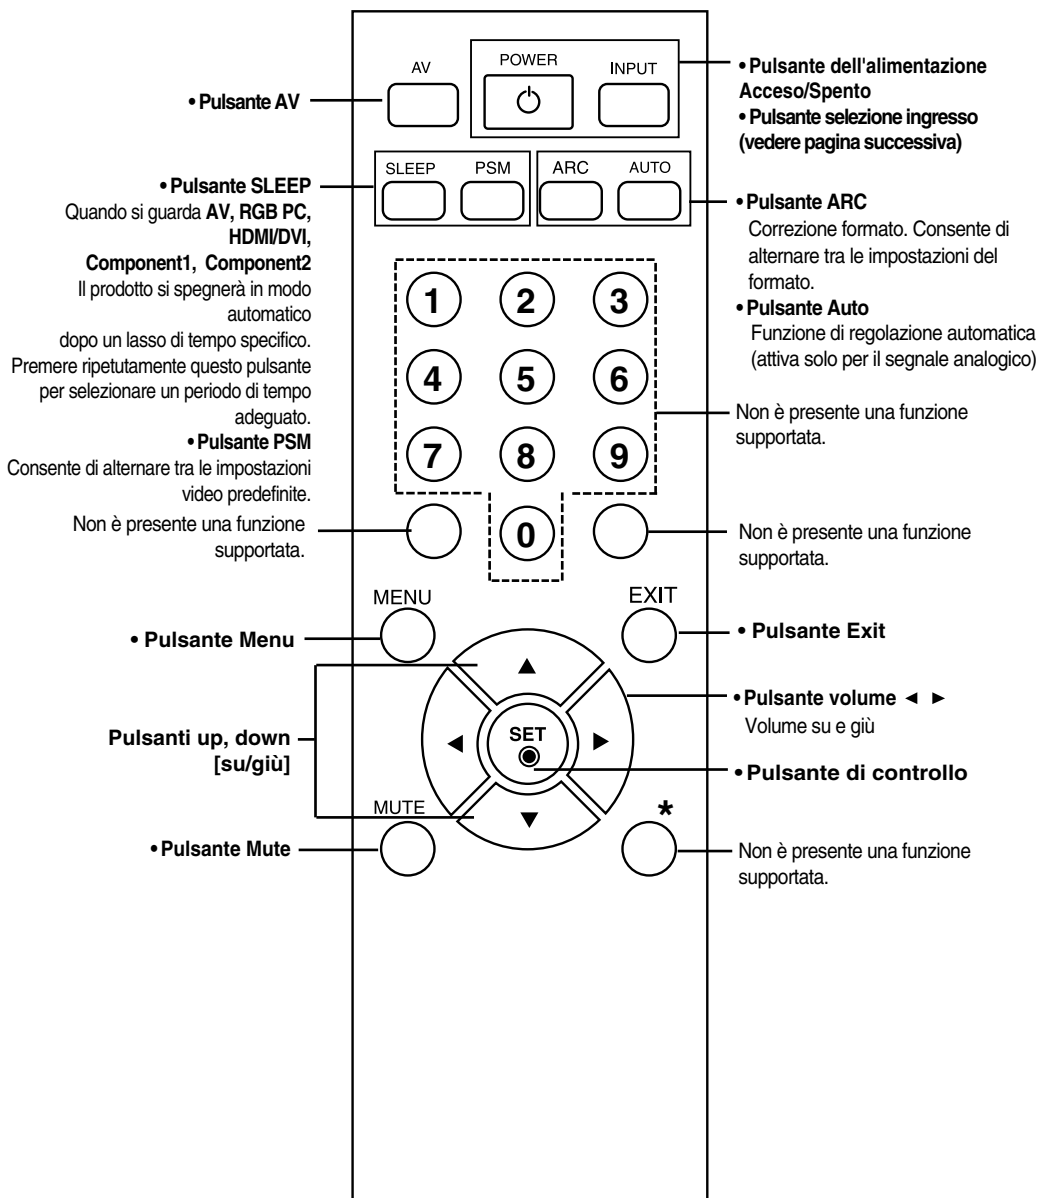 AV
POWER
INPUT
• Pulsante AV
• Pulsante dell'alimentazione
Acceso/Spento
• Pulsante selezione ingresso
(vedere pagina successiva)
SLEEP
PSM
ARC
AUTO
• Pulsante SLEEP
Quando si guarda AV, RGB PC,
HDMI/DVI,
Component1, Component2
Il prodotto si spegnerà in modo
automatico
dopo un lasso di tempo specifico.
Premere ripetutamente questo pulsante
per selezionare un periodo di tempo
adeguato.
• Pulsante PSM
Consente di alternare tra le impostazioni
video predefinite.
Non è presente una funzione
supportata.
• Pulsante ARC
Correzione formato. Consente di
alternare tra le impostazioni del
formato.
• Pulsante Auto
Funzione di regolazione automatica
(attiva solo per il segnale analogico)
1 2 3
4 5 6
7 8 9
0
Non è presente una funzione
supportata.
Non è presente una funzione
supportata.
MENU
EXIT
• Pulsante Menu
• Pulsante Exit
▲
◄ SET ►
▼
Pulsanti up, down
[su/giù]
• Pulsante volume ◄ ►
Volume su e giù
• Pulsante di controllo
MUTE
*
• Pulsante Mute
Non è presente una funzione
supportata.